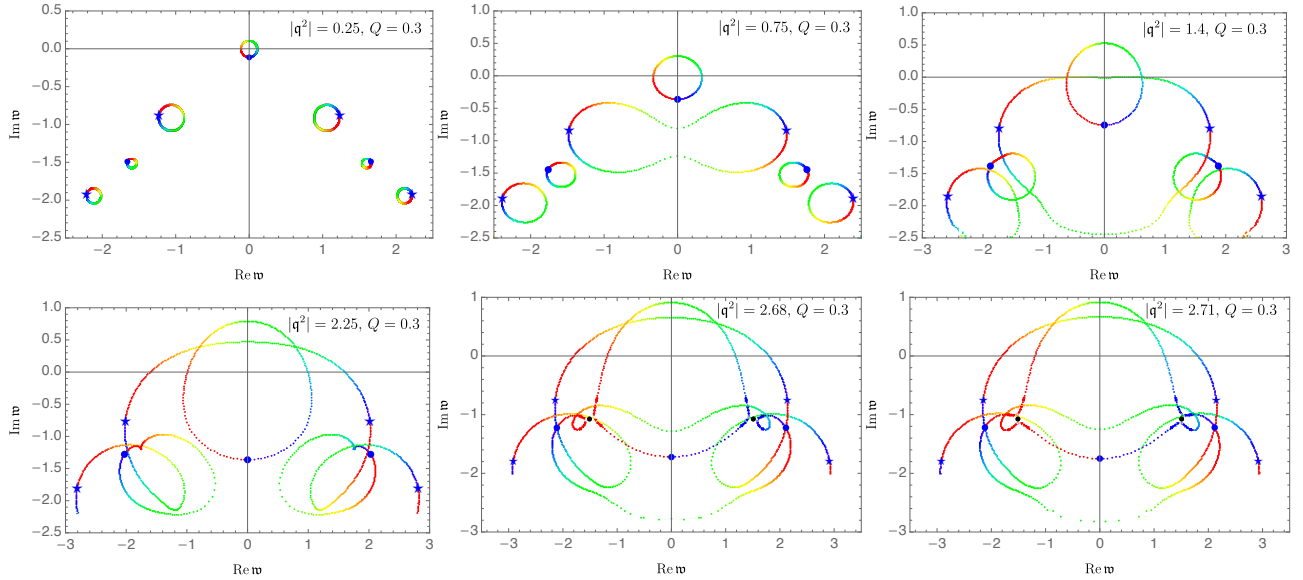 |𝔮²| = 0.25, Q = 0.3
0.5
0.0
−0.5
−1.0
−1.5
−2.0
−2.5
Im 𝔴
−2 −1 0 1 2
Re 𝔴
|𝔮²| = 0.75, Q = 0.3
1.0
0.5
0.0
−0.5
−1.0
−1.5
−2.0
−2.5
Im 𝔴
−2 −1 0 1 2
Re 𝔴
|𝔮²| = 1.4, Q = 0.3
1.0
0.5
0.0
−0.5
−1.0
−1.5
−2.0
−2.5
Im 𝔴
−3 −2 −1 0 1 2 3
Re 𝔴
|𝔮²| = 2.25, Q = 0.3
1.0
0.5
0.0
−0.5
−1.0
−1.5
−2.0
−2.5
Im 𝔴
−3 −2 −1 0 1 2 3
Re 𝔴
|𝔮²| = 2.68, Q = 0.3
1
0
−1
−2
−3
Im 𝔴
−3 −2 −1 0 1 2 3
Re 𝔴
|𝔮²| = 2.71, Q = 0.3
1
0
−1
−2
−3
Im 𝔴
−3 −2 −1 0 1 2 3
Re 𝔴